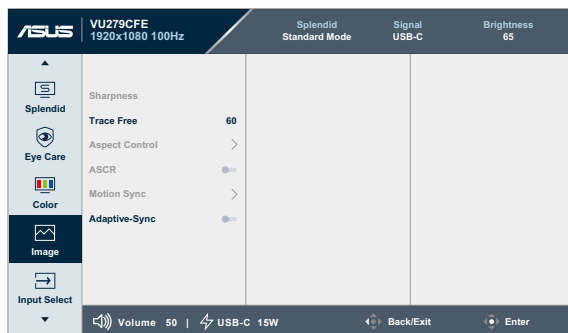 ASUS
VU279CFE
1920x1080 100Hz
Splendid
Standard Mode
Signal
USB-C
Brightness
65
Splendid
Eye Care
Color
Image
Input Select
Sharpness
Trace Free 60
Aspect Control
ASCR
Motion Sync
Adaptive-Sync
Volume 50 | USB-C 15W
Back/Exit
Enter